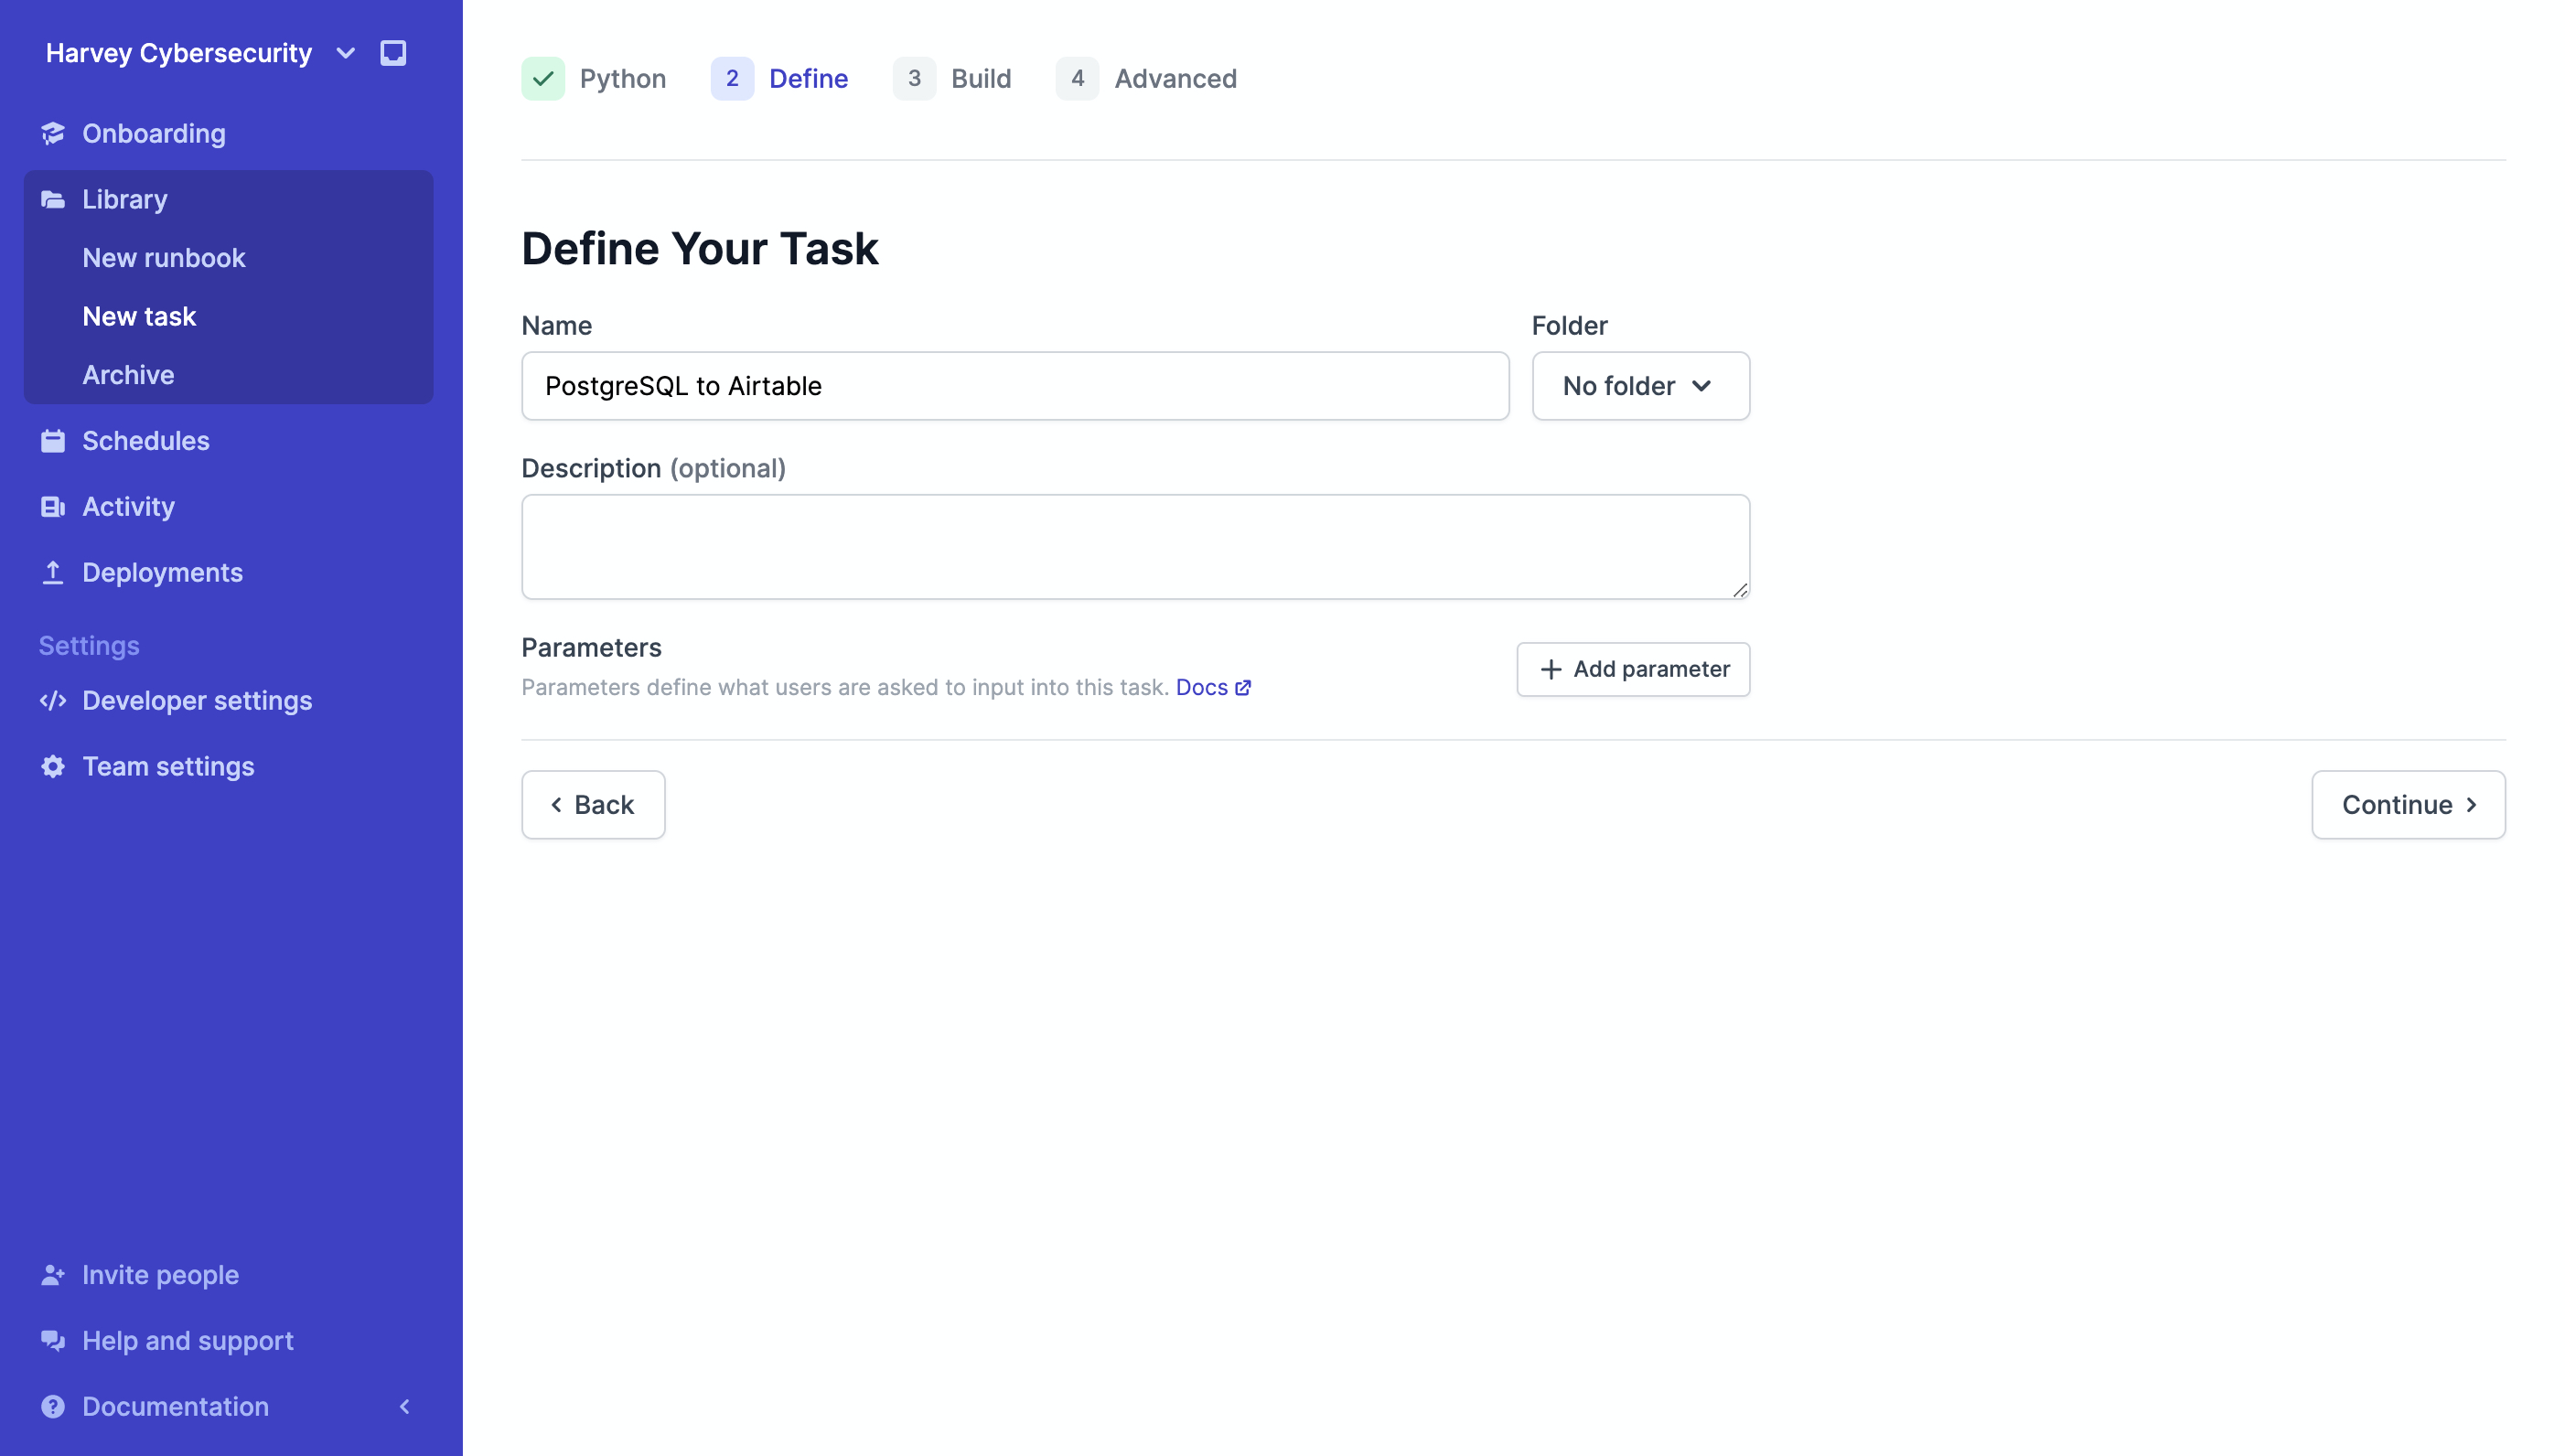 Harvey Cybersecurity
Onboarding
Library
New runbook
New task
Archive
Schedules
Activity
Deployments
Settings
Developer settings
Team settings
Invite people
Help and support
Documentation
Python 2 Define 3 Build 4 Advanced
Define Your Task
Name Folder
PostgreSQL to Airtable No folder
Description (optional)
Parameters
Parameters define what users are asked to input into this task. Docs
Add parameter
Back Continue